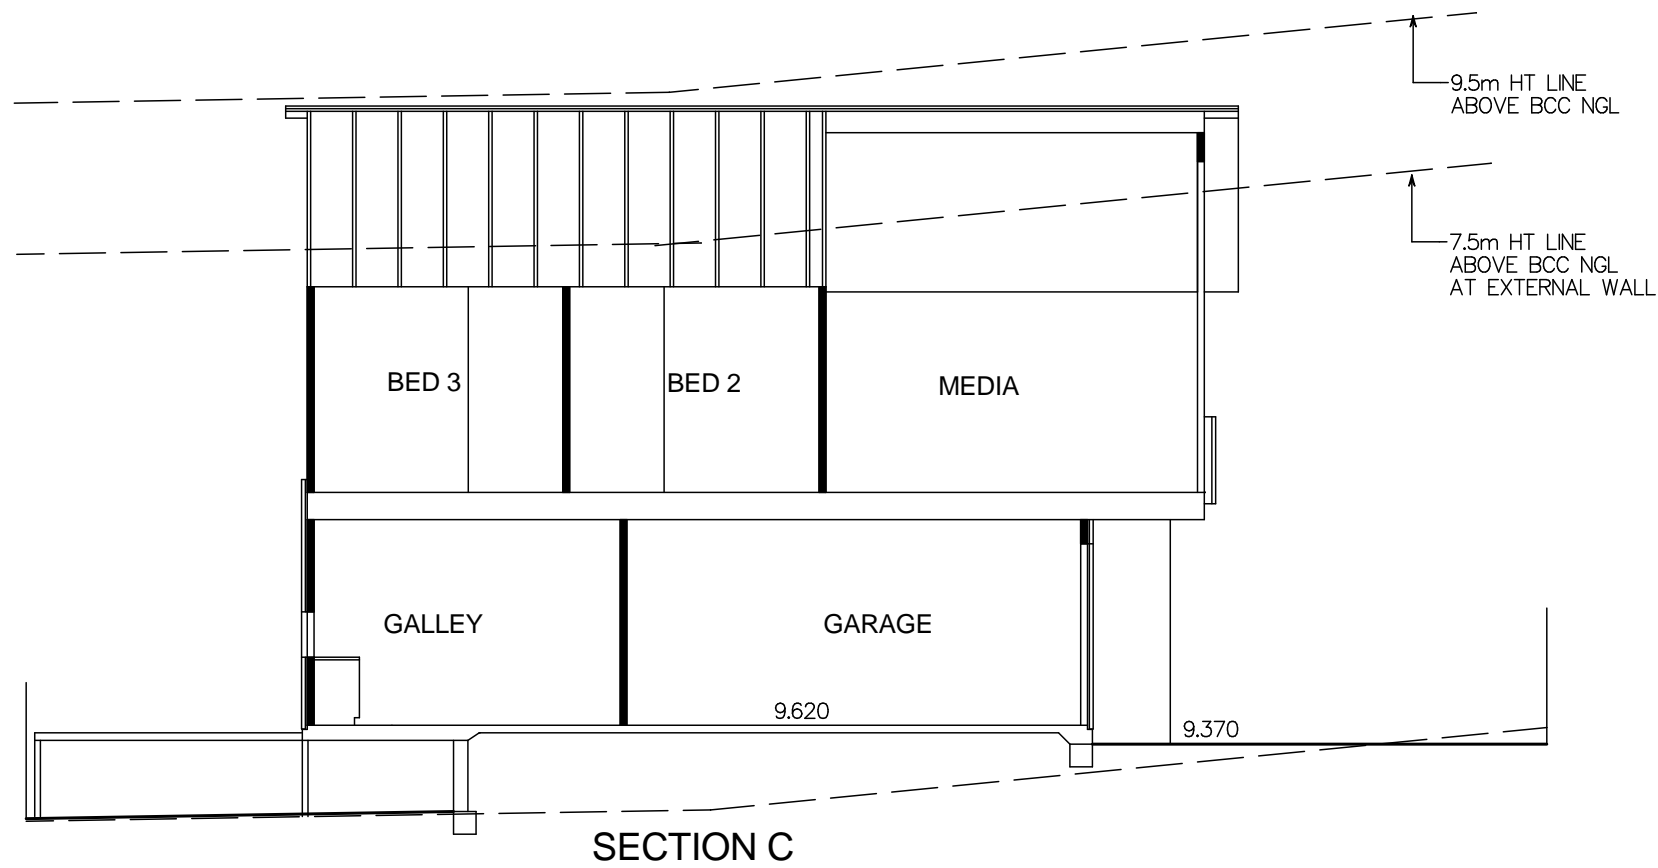 9.5m HT LINE
ABOVE BCC NGL
7.5m HT LINE
ABOVE BCC NGL
AT EXTERNAL WALL
BED 3
BED 2
MEDIA
GALLEY
GARAGE
9.620
9.370
SECTION C